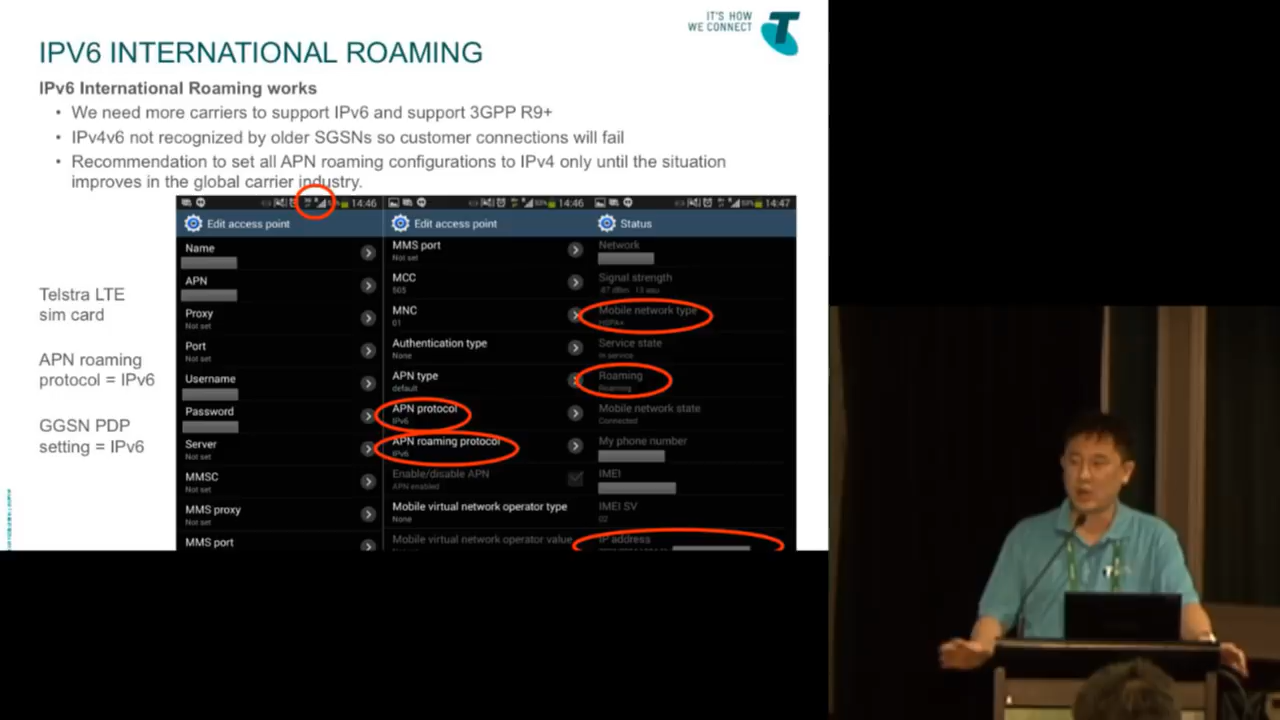 IT'S HOW
WE CONNECT
T
IPV6 INTERNATIONAL ROAMING
IPv6 International Roaming works
• We need more carriers to support IPv6 and support 3GPP R9+
• IPv4v6 not recognized by older SGSNs so customer connections will fail
• Recommendation to set all APN roaming configurations to IPv4 only until the situation
improves in the global carrier industry.
Telstra LTE
sim card
APN roaming
protocol = IPv6
GGSN PDP
setting = IPv6
14:46
Edit access point
Name
APN
Proxy
Not set
Port
Not set
Username
Password
Server
Not set
MMSC
Not set
MMS proxy
Not set
MMS port
14:46
Edit access point
MMS port
Not set
MCC
505
MNC
01
Authentication type
None
APN type
default
APN protocol
IPv6
APN roaming protocol
IPv6
Enable/disable APN
APN enabled
Mobile virtual network operator type
None
Mobile virtual network operator value
14:47
Status
Network
Signal strength
Mobile network type
HSPA+
Service state
In service
Roaming
Roaming
Mobile network state
Connected
My phone number
IMEI
IMEI SV
02
IP address